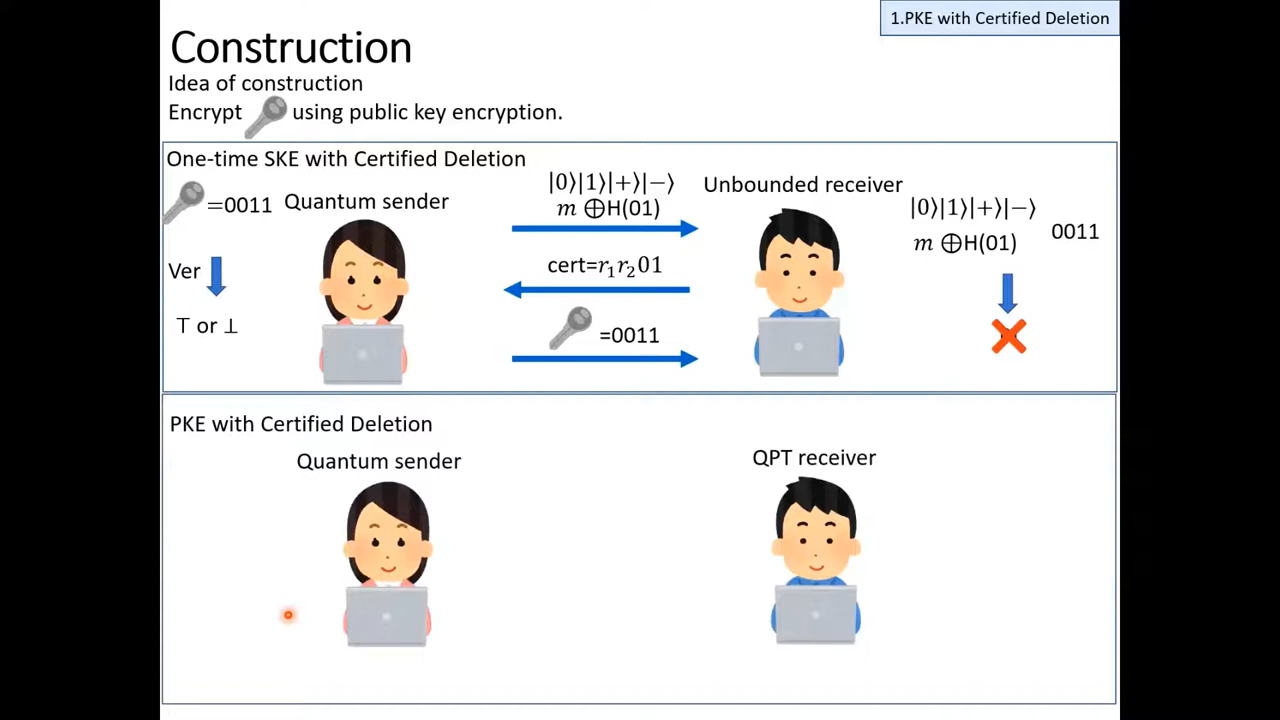 1.PKE with Certified Deletion
Construction
Idea of construction
Encrypt using public key encryption.
One-time SKE with Certified Deletion
=0011 Quantum sender
|0⟩|1⟩|+⟩|−⟩
m ⊕H(01)
Unbounded receiver
|0⟩|1⟩|+⟩|−⟩
m ⊕H(01)
0011
Ver
cert=r₁r₂01
⊤ or ⊥
=0011
PKE with Certified Deletion
Quantum sender
QPT receiver